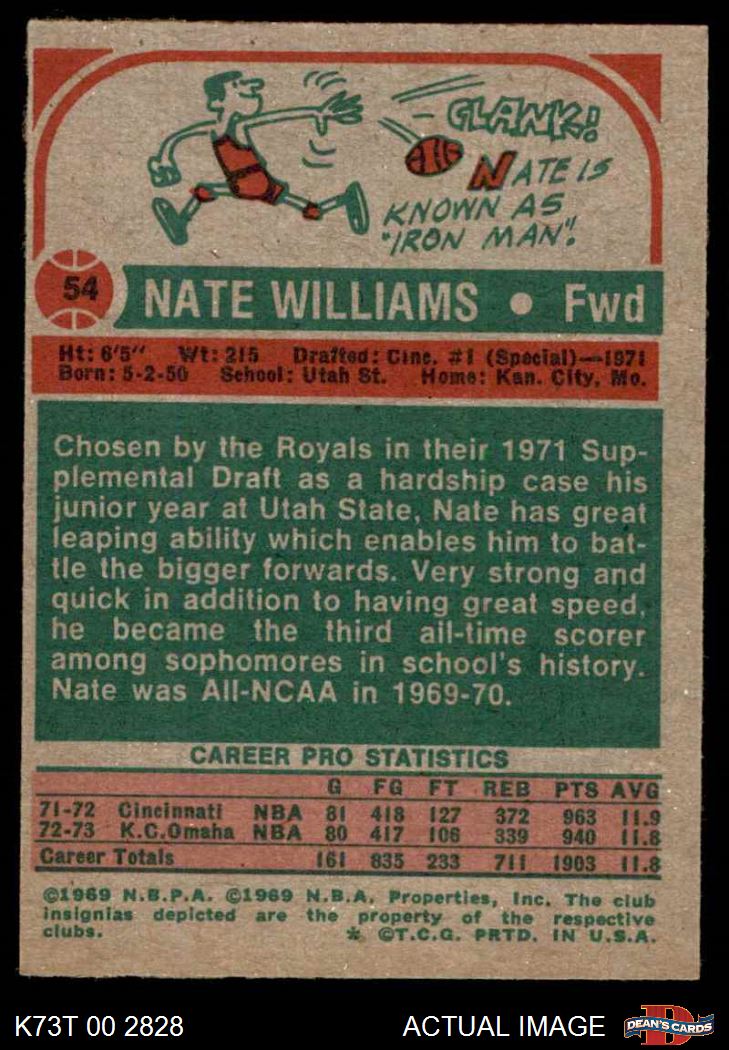 CLANK!
NATE IS
KNOWN AS
"IRON MAN".
54
NATE WILLIAMS • Fwd
Ht: 6'5" Wt: 215 Drafted: Cinc. #1 (Special)—1971
Born: 5-2-50 School: Utah St. Home: Kan. City, Mo.
Chosen by the Royals in their 1971 Sup-
plemental Draft as a hardship case his
junior year at Utah State, Nate has great
leaping ability which enables him to bat-
tle the bigger forwards. Very strong and
quick in addition to having great speed,
he became the third all-time scorer
among sophomores in school's history.
Nate was All-NCAA in 1969-70.
CAREER PRO STATISTICS
G FG FT REB PTS AVG
71-72 Cincinnati NBA 81 418 127 372 963 11.9
72-73 K.C.Omaha NBA 80 417 106 339 940 11.8
Career Totals 161 835 233 711 1903 11.8
©1969 N.B.P.A. ©1969 N.B.A. Properties, Inc. The club
insignias depicted are the property of the respective
clubs. * ©T.C.G. PRTD. IN U.S.A.
K73T 00 2828 ACTUAL IMAGE
D
DEAN'S CARDS